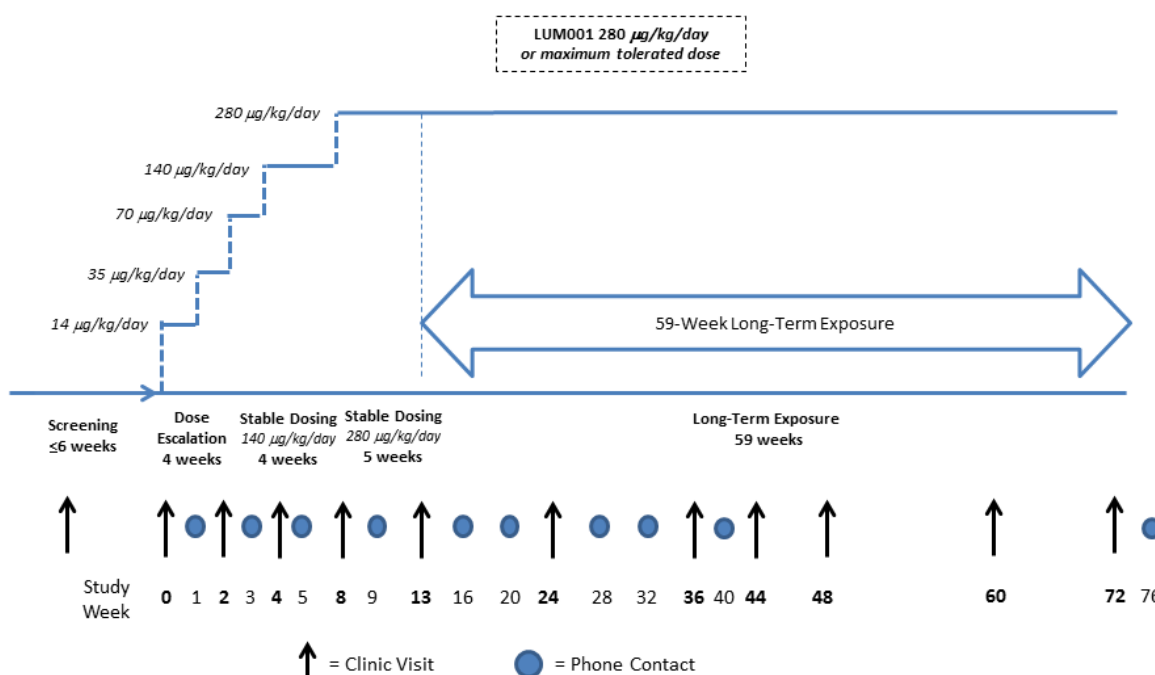 LUM001 280 µg/kg/day
or maximum tolerated dose
280 µg/kg/day
140 µg/kg/day
70 µg/kg/day
35 µg/kg/day
14 µg/kg/day
59-Week Long-Term Exposure
Screening
≤6 weeks
Dose
Escalation
4 weeks
Stable Dosing
140 µg/kg/day
4 weeks
Stable Dosing
280 µg/kg/day
5 weeks
Long-Term Exposure
59 weeks
Study
Week
0 1 2 3 4 5 8 9 13 16 20 24 28 32 36 40 44 48 60 72 76
= Clinic Visit
= Phone Contact